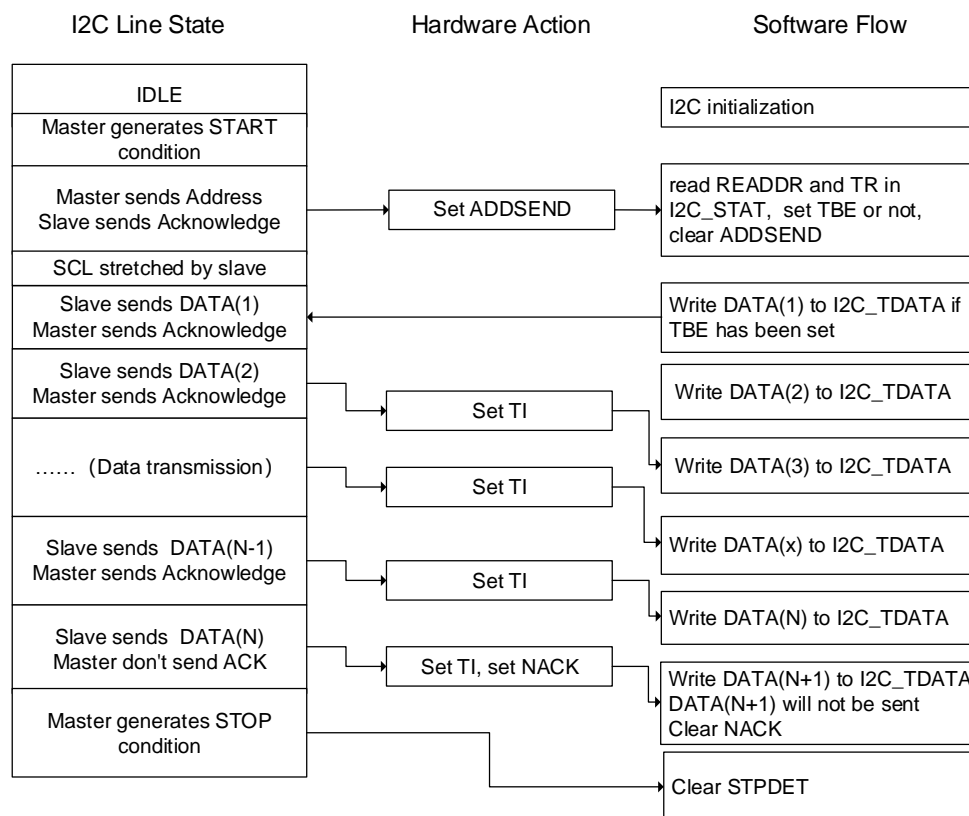 I2C Line State
Hardware Action
Software Flow
IDLE
I2C initialization
Master generates START
condition
Master sends Address
Slave sends Acknowledge
Set ADDSEND
read READDR and TR in
I2C_STAT, set TBE or not,
clear ADDSEND
SCL stretched by slave
Slave sends DATA(1)
Master sends Acknowledge
Write DATA(1) to I2C_TDATA if
TBE has been set
Slave sends DATA(2)
Master sends Acknowledge
Set TI
Write DATA(2) to I2C_TDATA
Write DATA(3) to I2C_TDATA
...... (Data transmission)
Set TI
Write DATA(x) to I2C_TDATA
Slave sends DATA(N-1)
Master sends Acknowledge
Set TI
Write DATA(N) to I2C_TDATA
Slave sends DATA(N)
Master don't send ACK
Set TI, set NACK
Write DATA(N+1) to I2C_TDATA
DATA(N+1) will not be sent
Clear NACK
Master generates STOP
condition
Clear STPDET